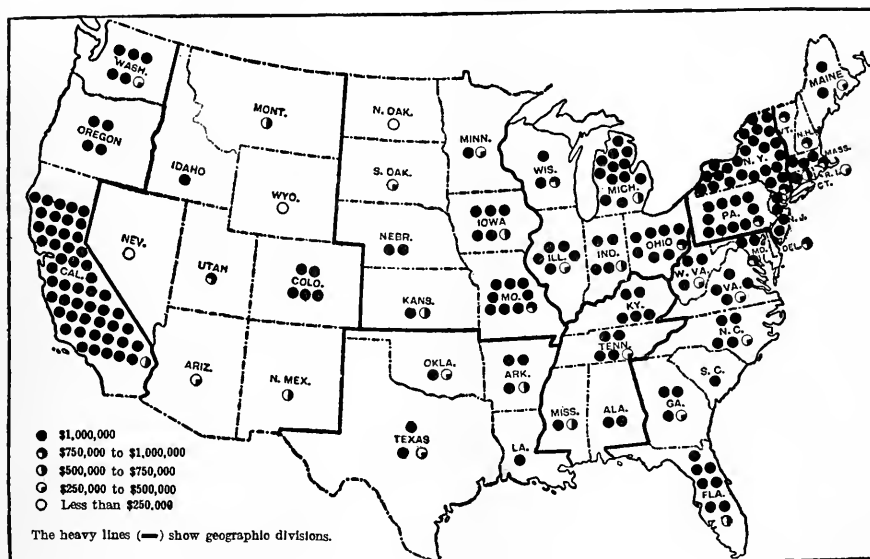 WASH.
OREGON
IDAHO
MONT.
WYO.
NEV.
UTAH
COLO.
CAL.
ARIZ.
N. MEX.
N. DAK.
S. DAK.
NEBR.
KANS.
OKLA.
TEXAS
MINN.
IOWA
MO.
ARK.
LA.
WIS.
ILL.
MICH.
IND.
OHIO
KY.
TENN.
MISS.
ALA.
GA.
FLA.
S. C.
N. C.
VA.
W. VA.
MD.
DEL.
PA.
N. J.
N. Y.
CT.
R. I.
MASS.
VT.
N.H.
MAINE
$1,000,000
$750,000 to $1,000,000
$500,000 to $750,000
$250,000 to $500,000
Less than $250,000
The heavy lines (—) show geographic divisions.